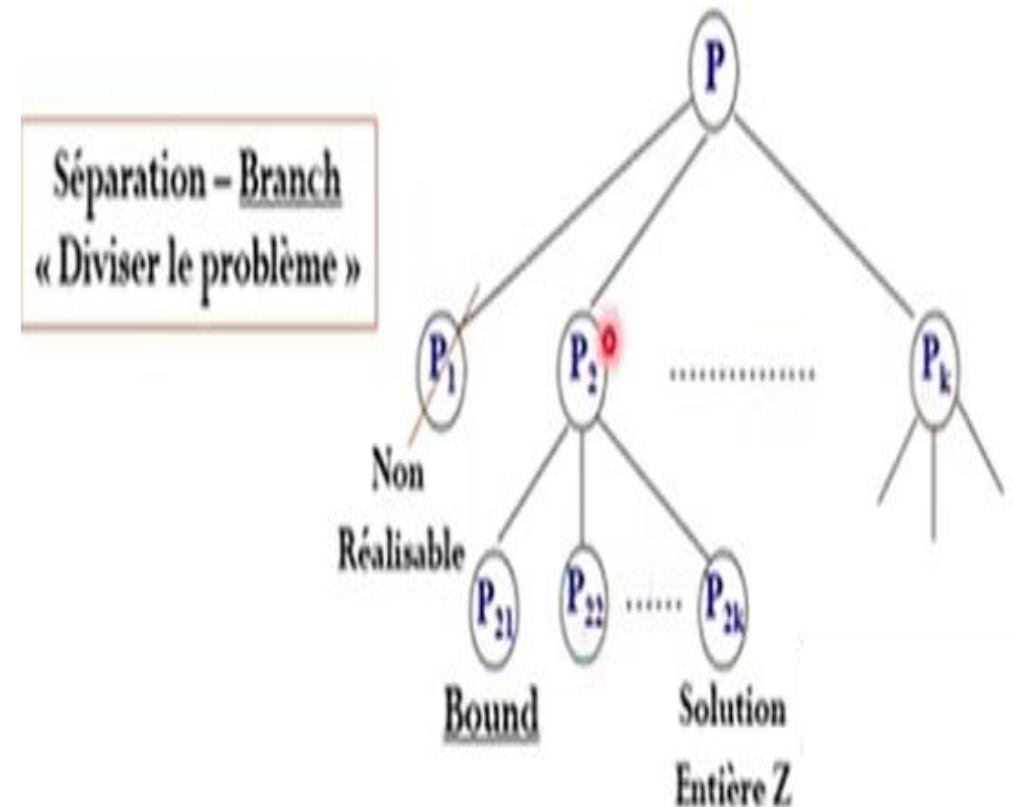 P
Séparation – Branch
« Diviser le problème »
P1
P2
Pk
Non
Réalisable
P21
P22
P2k
Bound
Solution
Entière Z